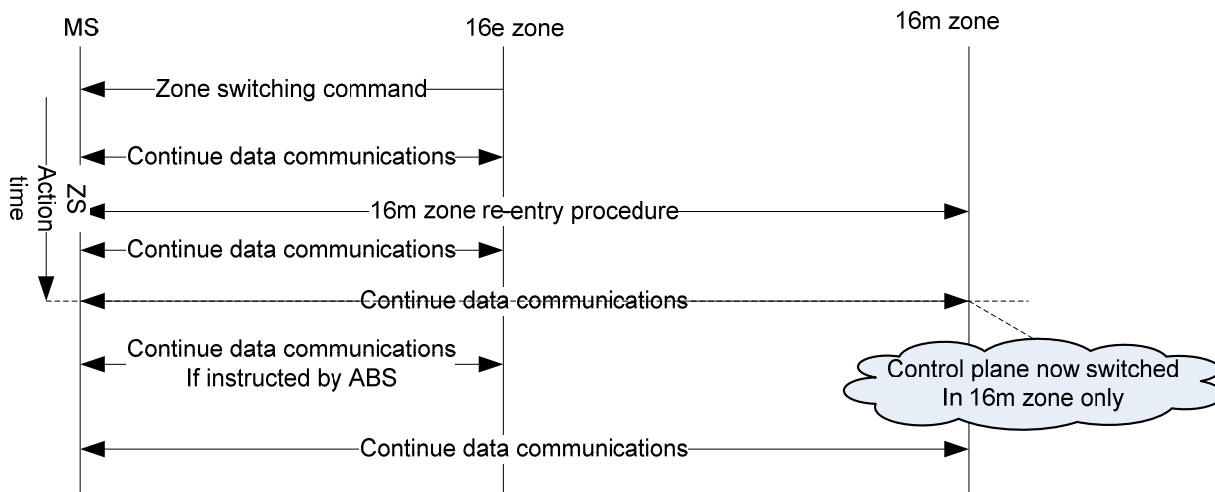 MS
16e zone
16m zone
Zone switching command
Continue data communications
ZS
Action
time
16m zone re-entry procedure
Continue data communications
Continue data communications
Continue data communications
If instructed by ABS
Control plane now switched
In 16m zone only
Continue data communications